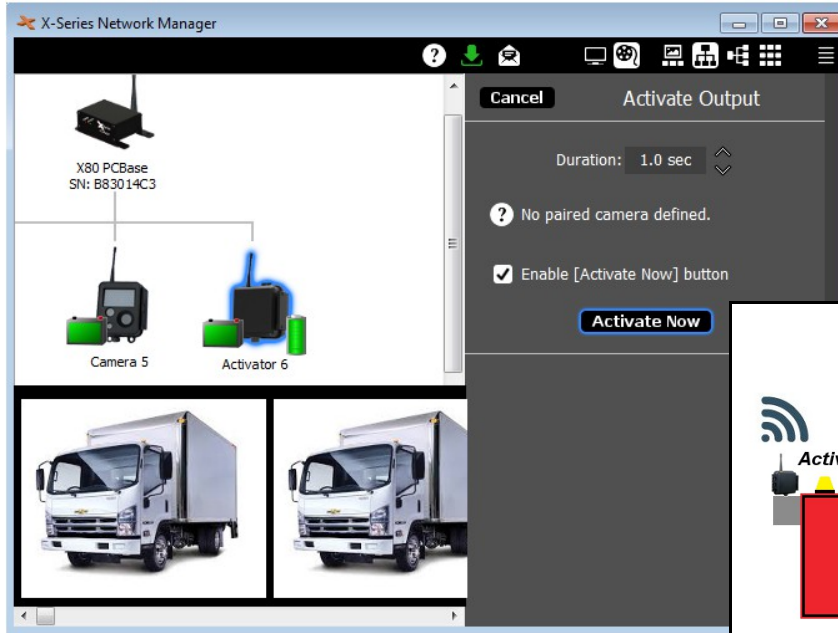 X-Series Network Manager
Cancel
Activate Output
X80 PCBase
SN: B83014C3
Duration: 1.0 sec
? No paired camera defined.
Enable [Activate Now] button
Activate Now
Camera 5
Activator 6